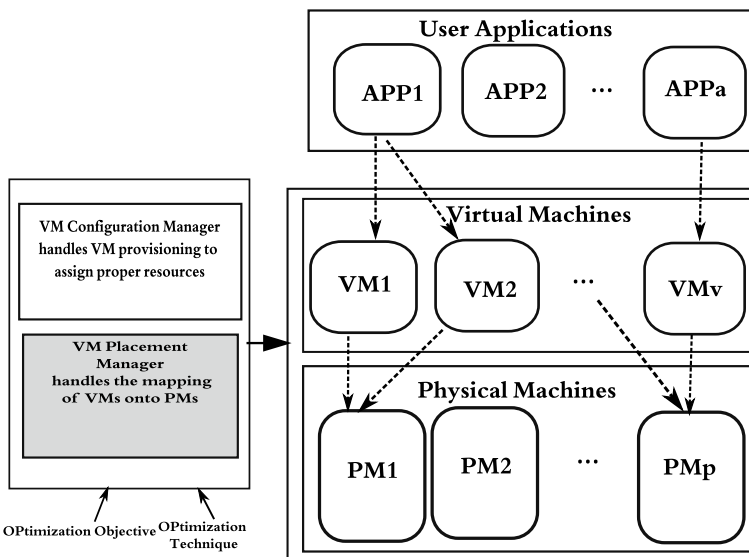 User Applications
APP1
APP2
...
APPa
VM Configuration Manager
handles VM provisioning to
assign proper resources
VM Placement
Manager
handles the mapping
of VMs onto PMs
Virtual Machines
VM1
VM2
...
VMv
Physical Machines
PM1
PM2
...
PMp
OPtimization Objective
OPtimization
Technique